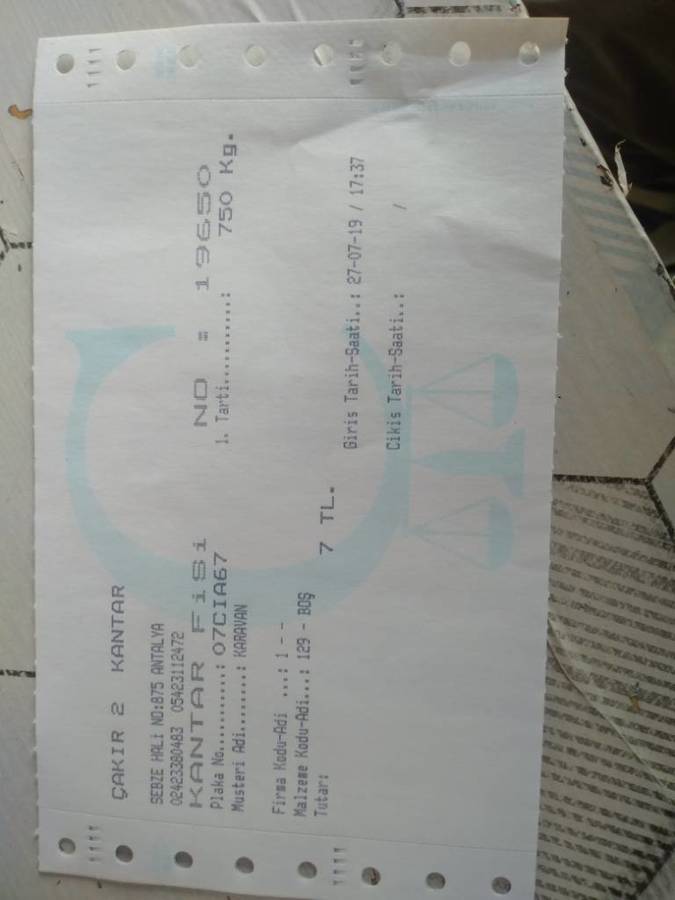 ÇAKIR 2 KANTAR
SEBZE HALİ NO:875 ANTALYA
02423380483 05423112472
KANTAR FiSi NO : 19650
Plaka No...........: 07CIA67 1. Tarti............: 750 Kg.
Musteri Adi........: KARAVAN
Firma Kodu-Adi ...: 1 - -
Malzeme Kodu-Adi...: 129 - BOŞ
Tutar: 7 TL.
Giris Tarih-Saati..: 27-07-19 / 17:37
Cikis Tarih-Saati..: /